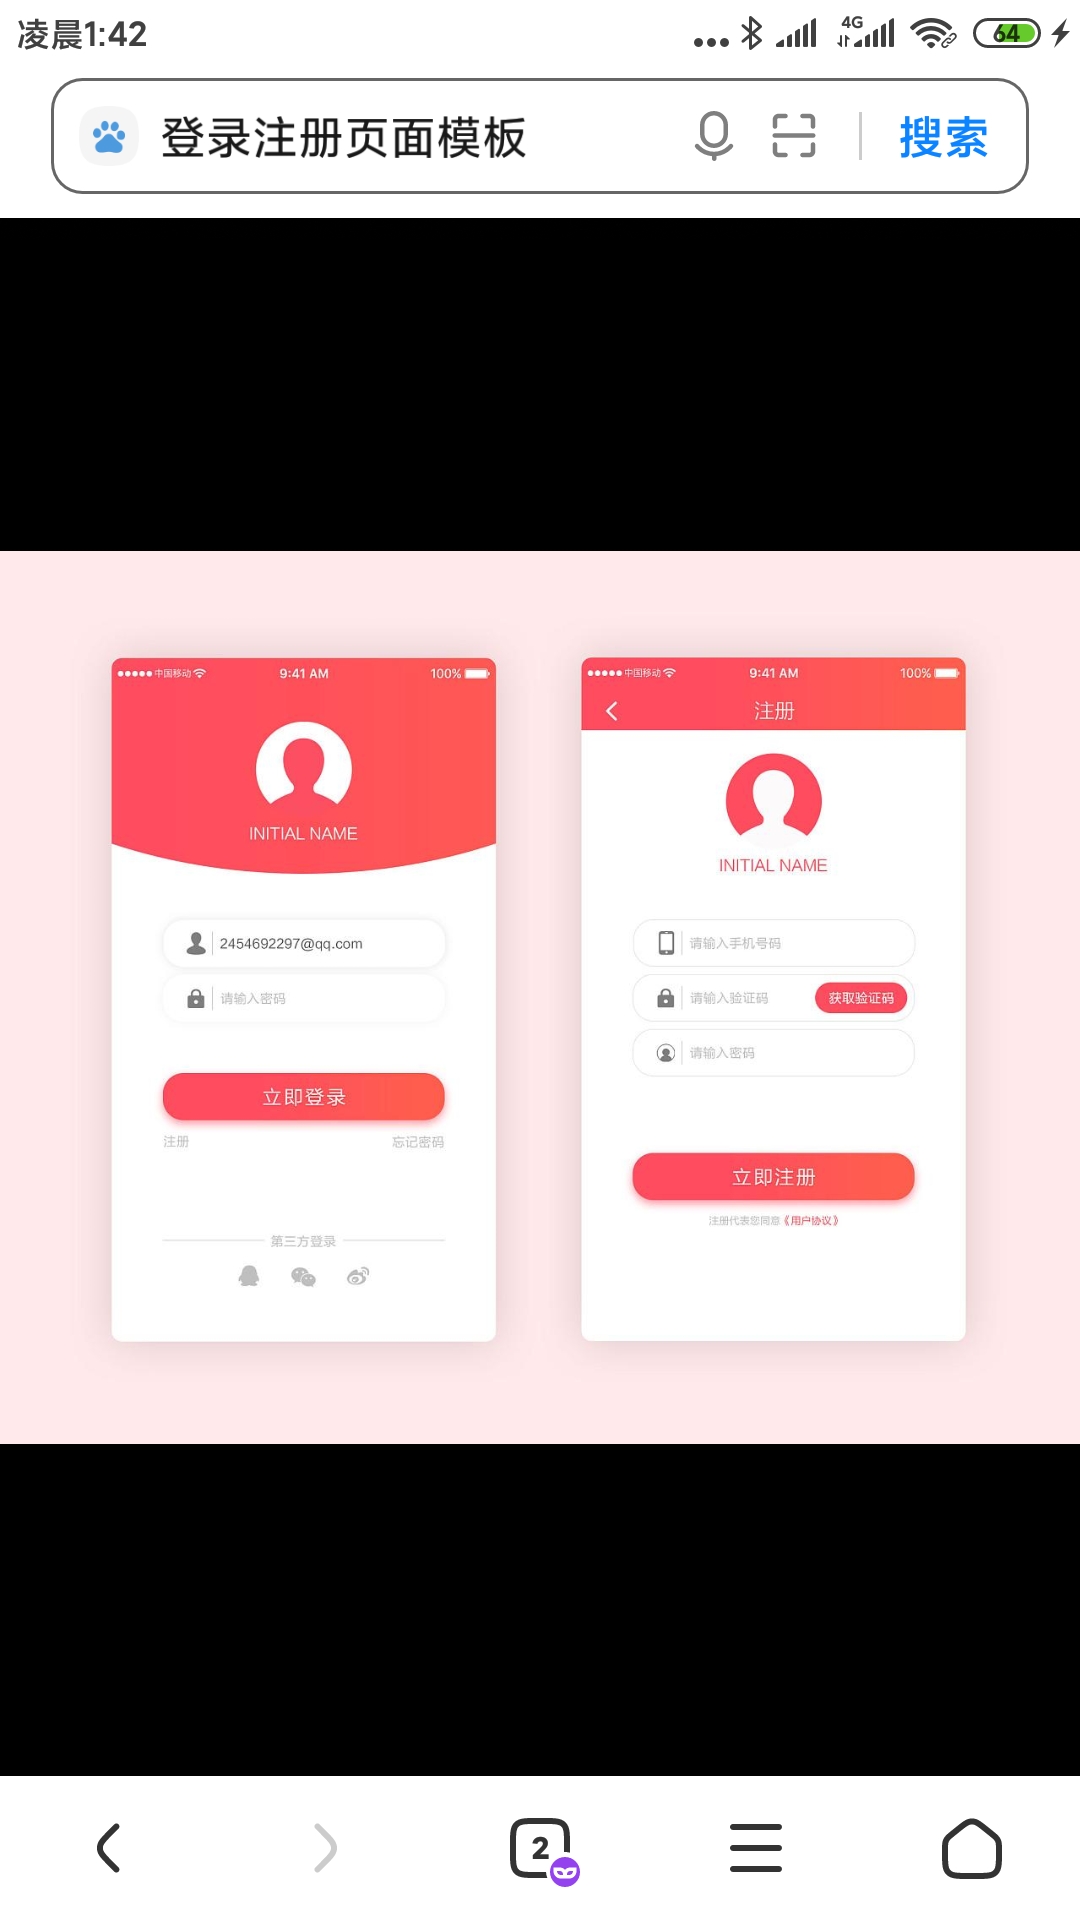 凌晨1:42
4G
64
登录注册页面模板
搜索
中国移动
9:41 AM
100%
INITIAL NAME
2454692297@qq.com
请输入密码
立即登录
注册
忘记密码
第三方登录
中国移动
9:41 AM
100%
注册
INITIAL NAME
请输入手机号码
请输入验证码
获取验证码
请输入密码
立即注册
注册代表您同意《用户协议》
2